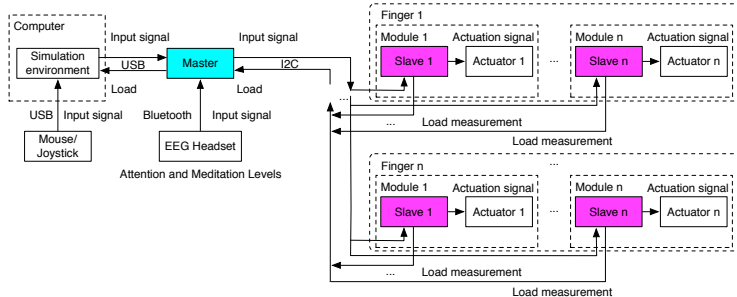 Computer
Simulation
environment
Input signal
USB
Load
Master
Input signal
I2C
Load
USB
Input signal
Mouse/
Joystick
Bluetooth
Input signal
EEG Headset
Attention and Meditation Levels
...
Finger 1
Module 1
Actuation signal
Slave 1
Actuator 1
...
Module n
Actuation signal
Slave n
Actuator n
...
Load measurement
Load measurement
...
Finger n
Module 1
Actuation signal
Slave 1
Actuator 1
...
Module n
Actuation signal
Slave n
Actuator n
...
Load measurement
Load measurement